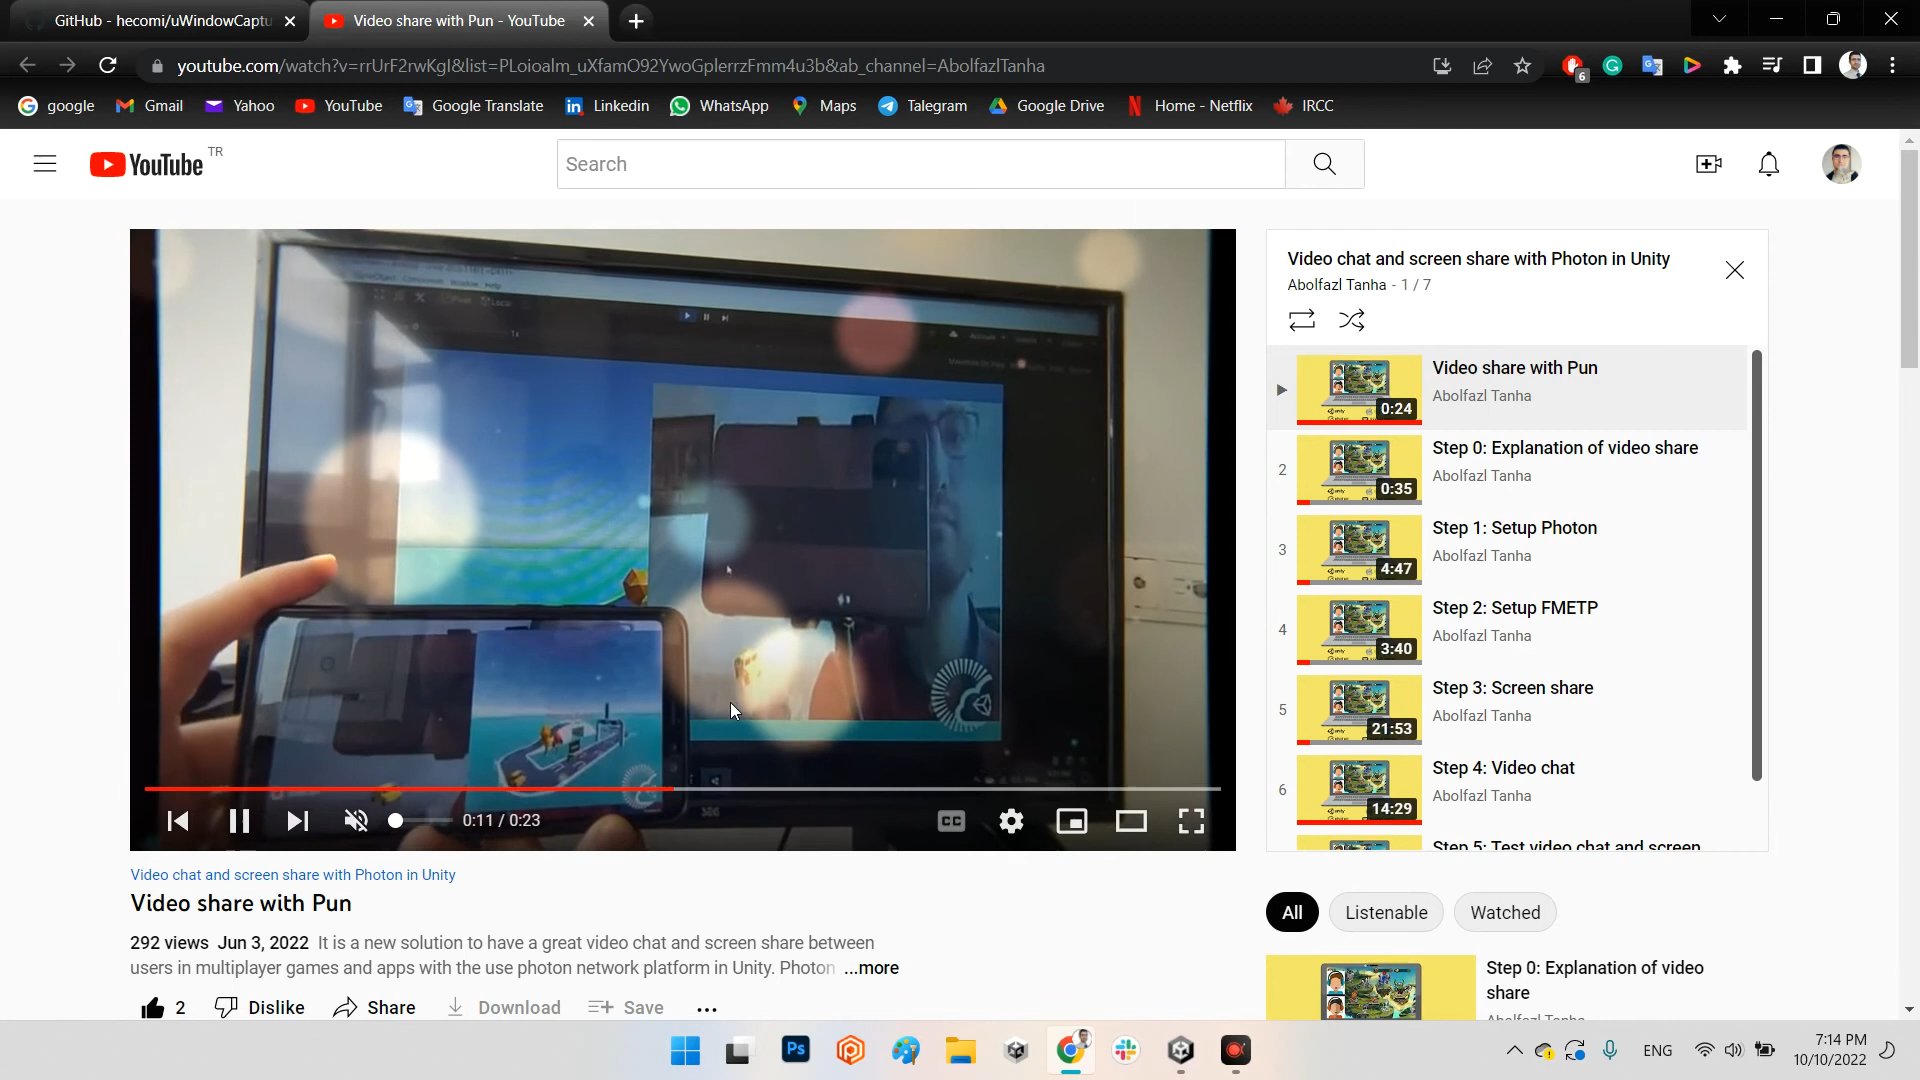 GitHub - hecomi/uWindowCaptu
Video share with Pun - YouTube
youtube.com/watch?v=rrUrF2rwKgI&list=PLoioalm_uXfamO92YwoGplerrzFmm4u3b&ab_channel=AbolfazlTanha
6
google
Gmail
Yahoo
YouTube
Google Translate
Linkedin
WhatsApp
Maps
Talegram
Google Drive
Home - Netflix
IRCC
YouTube TR
Search
Video chat and screen share with Photon in Unity
Abolfazl Tanha - 1 / 7
Video share with Pun
Abolfazl Tanha
0:24
2
Step 0: Explanation of video share
Abolfazl Tanha
0:35
3
Step 1: Setup Photon
Abolfazl Tanha
4:47
4
Step 2: Setup FMETP
Abolfazl Tanha
3:40
5
Step 3: Screen share
Abolfazl Tanha
21:53
6
Step 4: Video chat
Abolfazl Tanha
14:29
Step 5: Test video chat and screen
0:11 / 0:23
CC
Video chat and screen share with Photon in Unity
Video share with Pun
292 views Jun 3, 2022 It is a new solution to have a great video chat and screen share between
users in multiplayer games and apps with the use photon network platform in Unity. Photon ...more
2
Dislike
Share
Download
Save
All
Listenable
Watched
Step 0: Explanation of video
share
Abolfazl Tanha
Ps
ENG
7:14 PM
10/10/2022